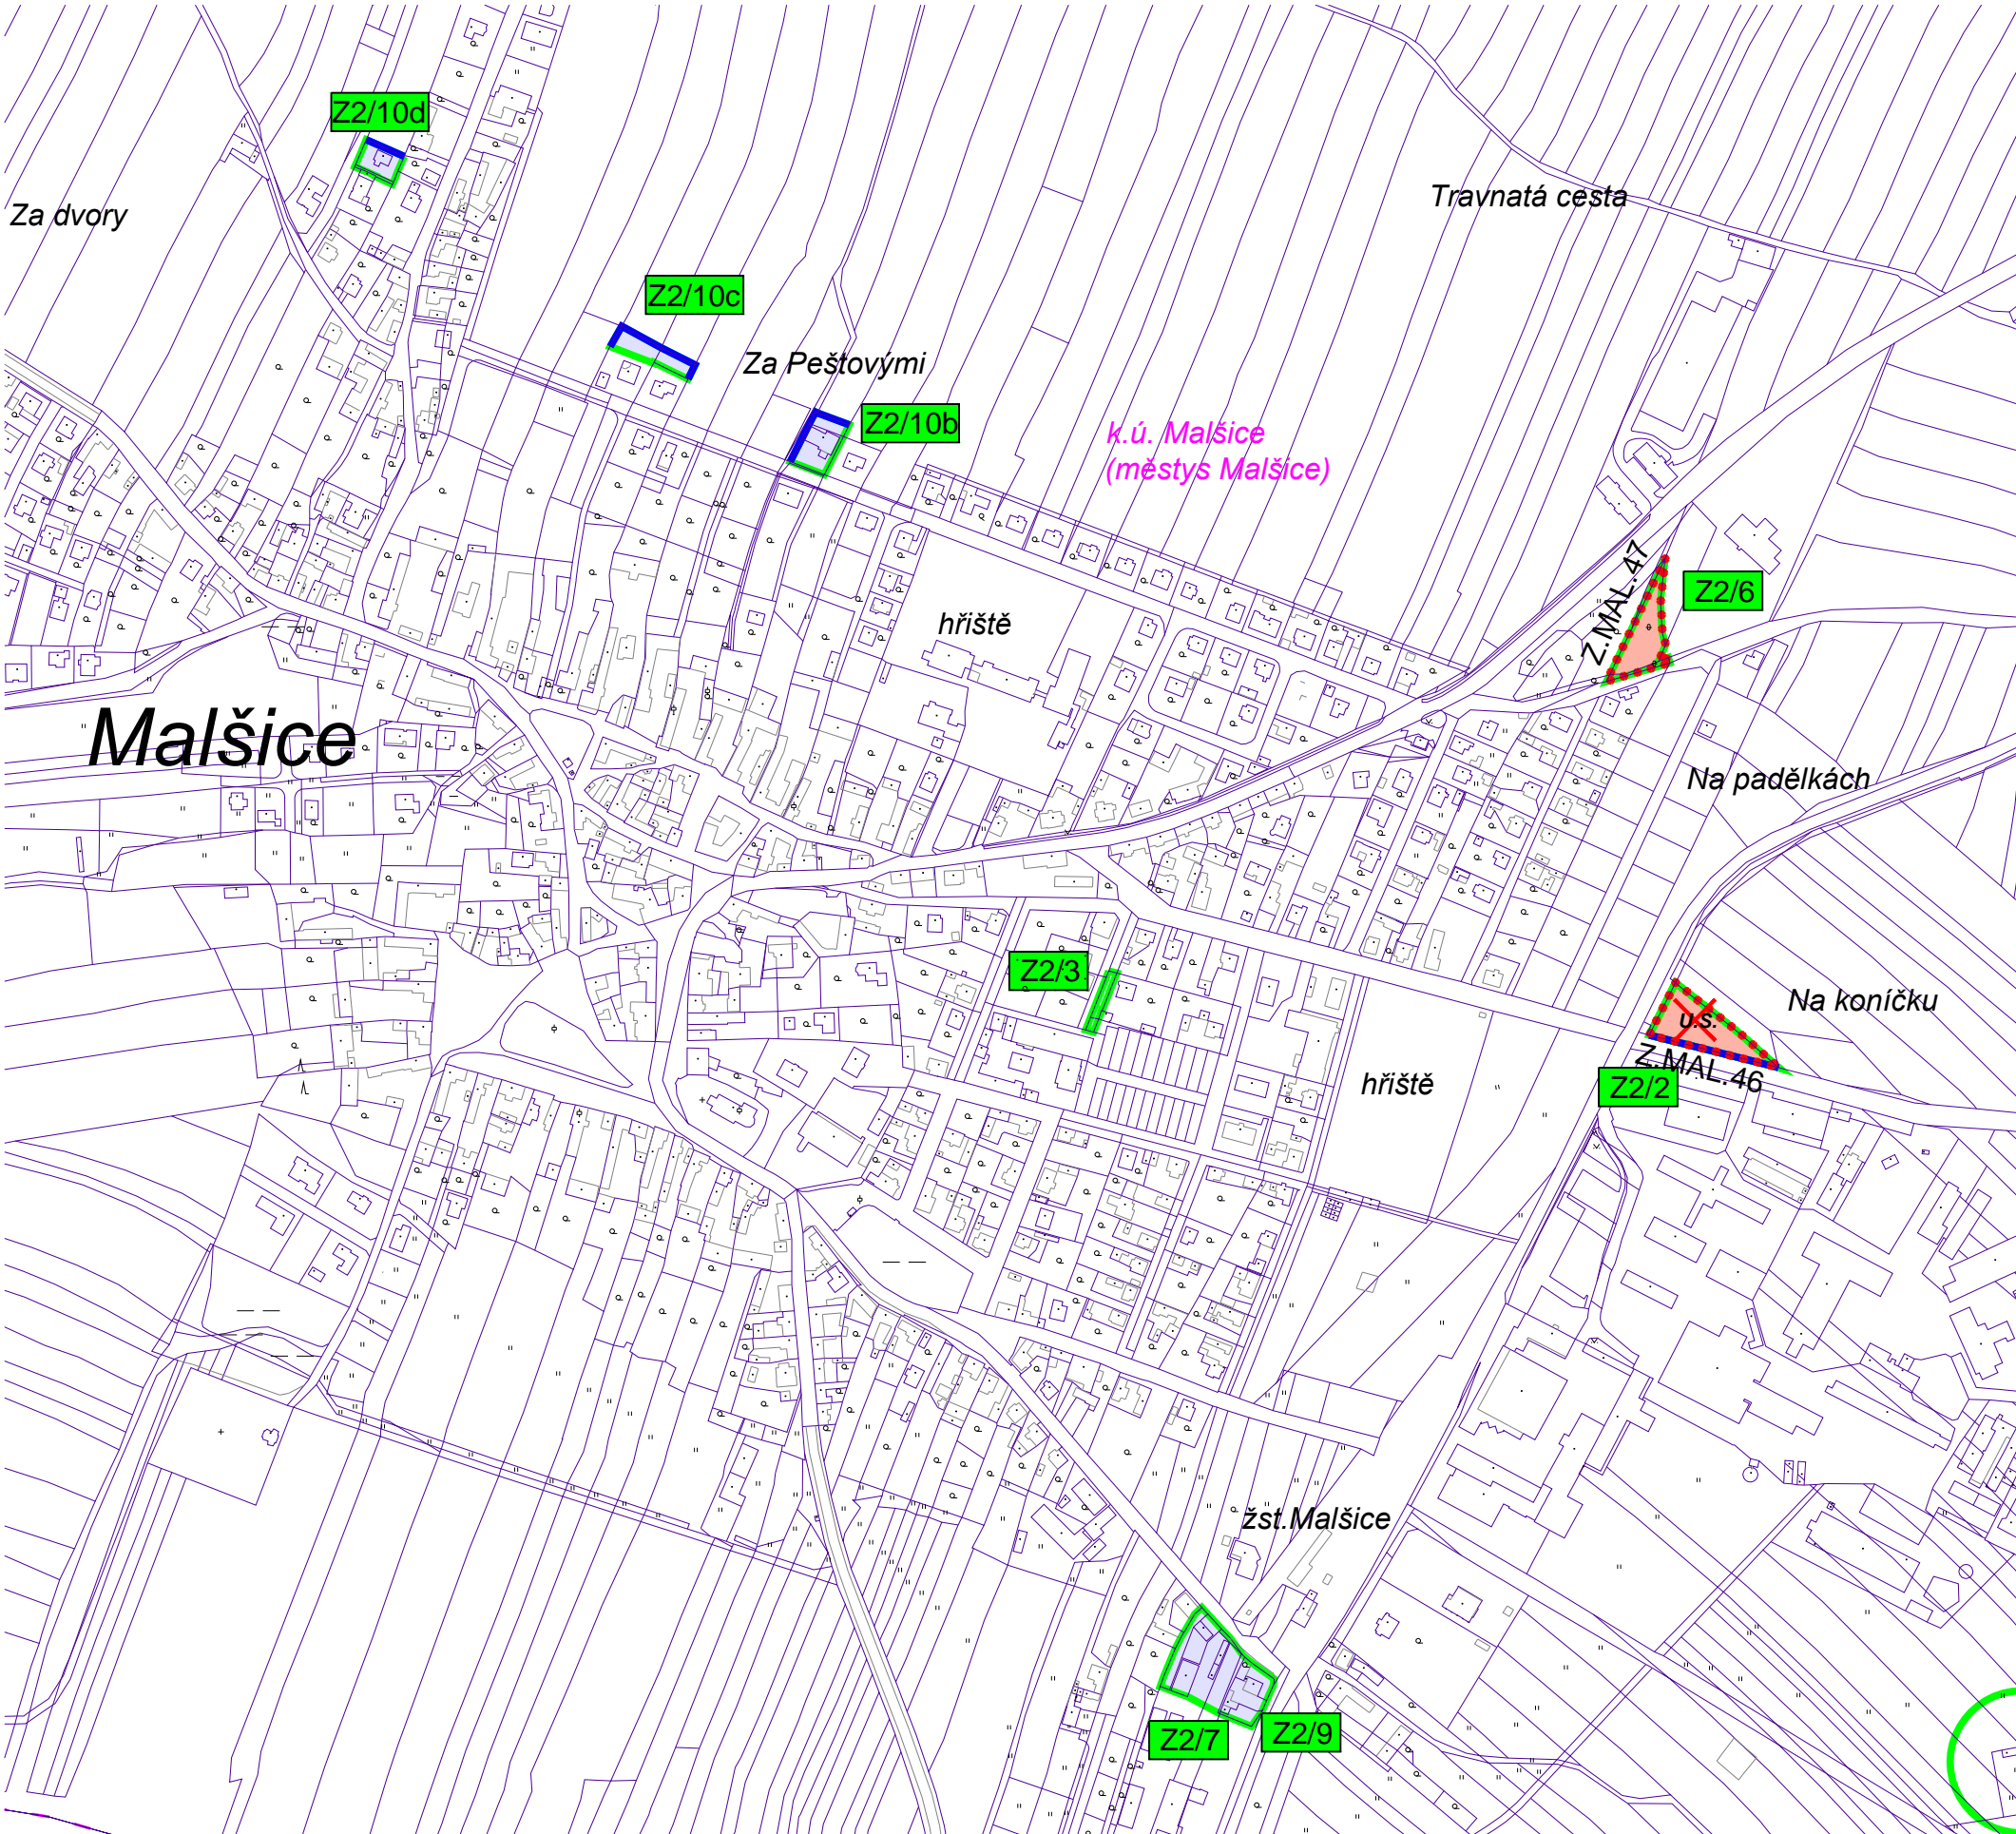 Z2/10d
Travnatá cesta
Za dvory
Z2/10c
Za Peštovými
Z2/10b
k.ú. Malšice
(městys Malšice)
Z.MAL.47
Z2/6
hřiště
Malšice
Na padělkách
Z2/3
Na koníčku
u.s.
Z.MAL.46
Z2/2
hřiště
žst.Malšice
Z2/7
Z2/9